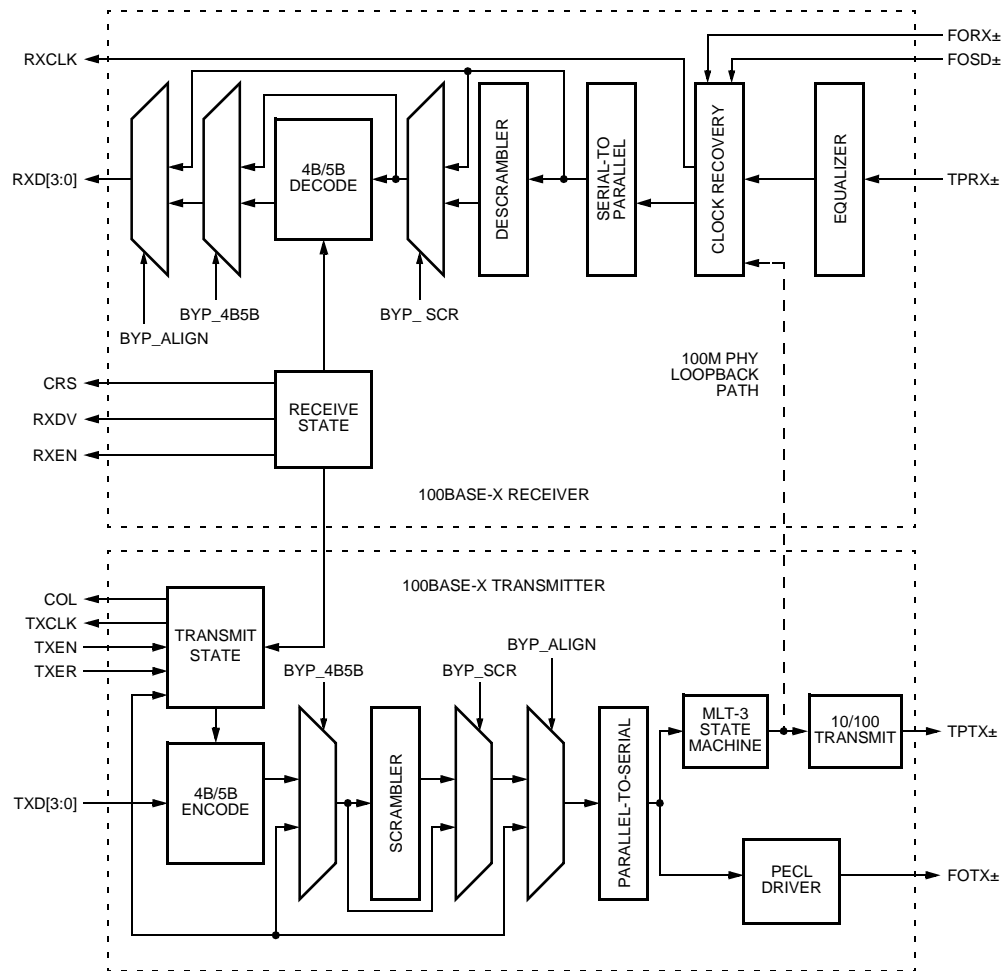 FORX±
RXCLK
FOSD±
RXD[3:0]
4B/5B
DECODE
DESCRAMBLER
SERIAL-TO
PARALLEL
CLOCK RECOVERY
EQUALIZER
TPRX±
BYP_ALIGN
BYP_4B5B
BYP_ SCR
100M PHY
LOOPBACK
PATH
CRS
RXDV
RXEN
RECEIVE
STATE
100BASE-X RECEIVER
100BASE-X TRANSMITTER
COL
TXCLK
TXEN
TXER
TRANSMIT
STATE
BYP_4B5B
BYP_SCR
BYP_ALIGN
TXD[3:0]
4B/5B
ENCODE
SCRAMBLER
PARALLEL-TO-SERIAL
MLT-3
STATE
MACHINE
10/100
TRANSMIT
TPTX±
PECL
DRIVER
FOTX±